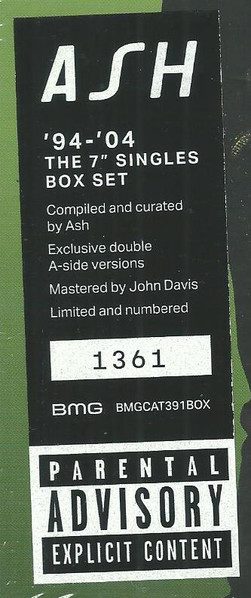 ASH
'94-'04
THE 7" SINGLES
BOX SET
Compiled and curated
by Ash
Exclusive double
A-side versions
Mastered by John Davis
Limited and numbered
1361
BMG BMGCAT391BOX
PARENTAL
ADVISORY
EXPLICIT CONTENT